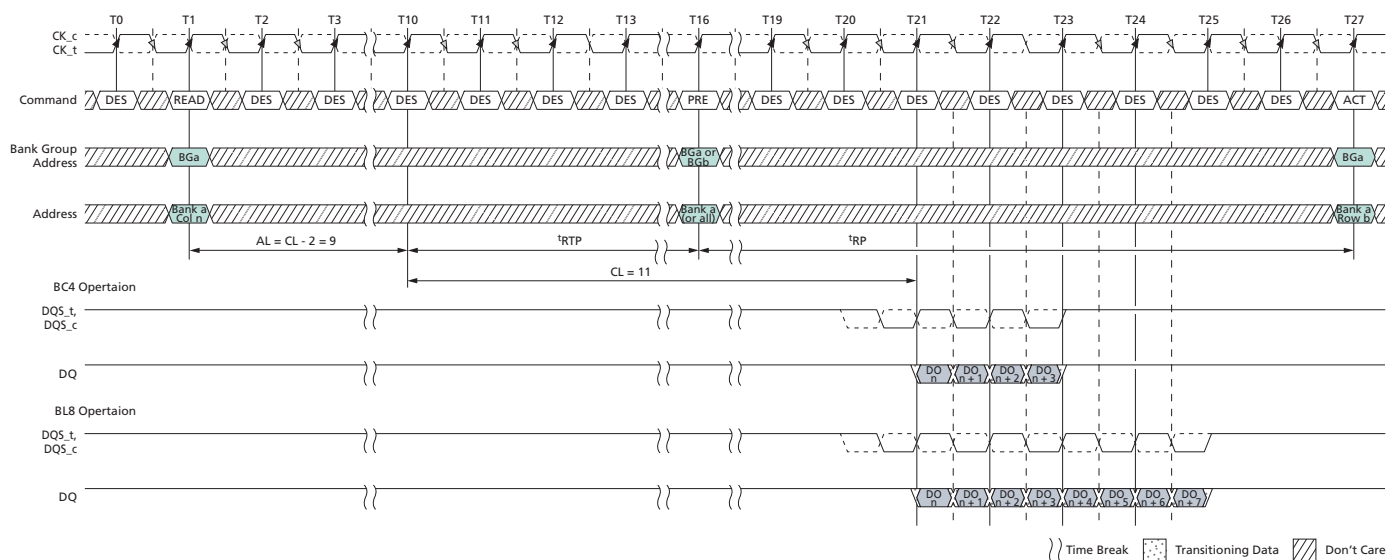 T0 T1 T2 T3 T10 T11 T12 T13 T16 T19 T20 T21 T22 T23 T24 T25 T26 T27
CK_c
CK_t
Command DES READ DES DES DES DES DES DES PRE DES DES DES DES DES DES DES DES ACT
Bank Group
Address
BGa
BGa or
BGb
BGa
Address
Bank a
Col n
Bank a
(or all)
Bank a
Row b
AL = CL - 2 = 9 tRTP tRP
CL = 11
BC4 Opertaion
DQS_t,
DQS_c
DQ
DO
n
DO
n + 1
DO
n + 2
DO
n + 3
BL8 Opertaion
DQS_t,
DQS_c
DQ
DO
n
DO
n + 1
DO
n + 2
DO
n + 3
DO
n + 4
DO
n + 5
DO
n + 6
DO
n + 7
Time Break Transitioning Data Don't Care